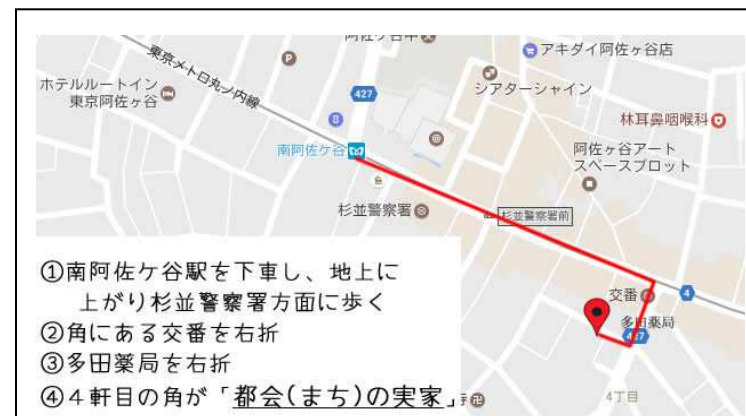 アキダイ阿佐ヶ谷店
東京メトロ丸ノ内線
シアターシャイン
ホテルルートイン
東京阿佐ヶ谷
427
林耳鼻咽喉科
南阿佐ケ谷
阿佐ヶ谷アート
スペースプロット
杉並警察署
杉並警察署前
①南阿佐ケ谷駅を下車し、地上に
上がり杉並警察署方面に歩く
②角にある交番を右折
③多田薬局を右折
④4軒目の角が「都会(まち)の実家」
交番
4
多田薬局
427
4丁目